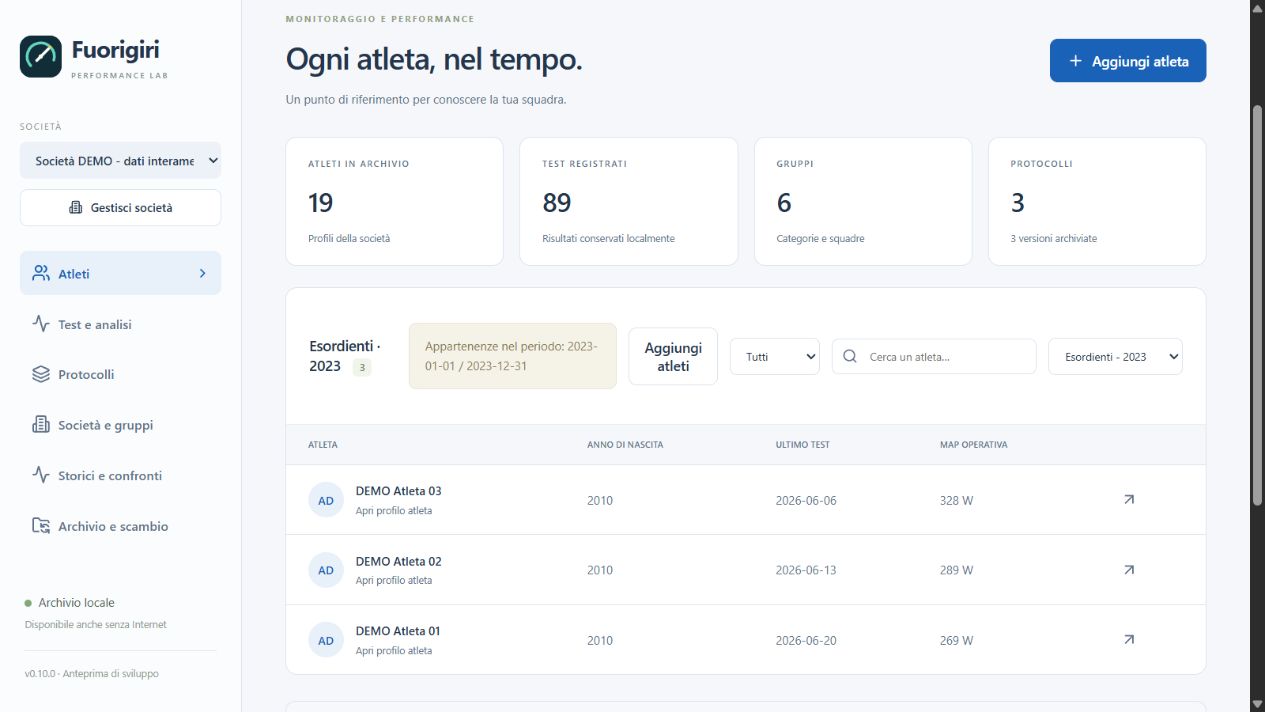 Fuorigiri
PERFORMANCE LAB
SOCIETÀ
Società DEMO - dati interame
Gestisci società
Atleti
Test e analisi
Protocolli
Società e gruppi
Storici e confronti
Archivio e scambio
Archivio locale
Disponibile anche senza Internet
v0.10.0 · Anteprima di sviluppo
MONITORAGGIO E PERFORMANCE
Ogni atleta, nel tempo.
Un punto di riferimento per conoscere la tua squadra.
+ Aggiungi atleta
ATLETI IN ARCHIVIO
19
Profili della società
TEST REGISTRATI
89
Risultati conservati localmente
GRUPPI
6
Categorie e squadre
PROTOCOLLI
3
3 versioni archiviate
Esordienti ·
2023 3
Appartenenze nel periodo: 2023-
01-01 / 2023-12-31
Aggiungi
atleti
Tutti
Cerca un atleta...
Esordienti - 2023
ATLETA ANNO DI NASCITA ULTIMO TEST MAP OPERATIVA
AD DEMO Atleta 03 2010 2026-06-06 328 W
Apri profilo atleta
AD DEMO Atleta 02 2010 2026-06-13 289 W
Apri profilo atleta
AD DEMO Atleta 01 2010 2026-06-20 269 W
Apri profilo atleta